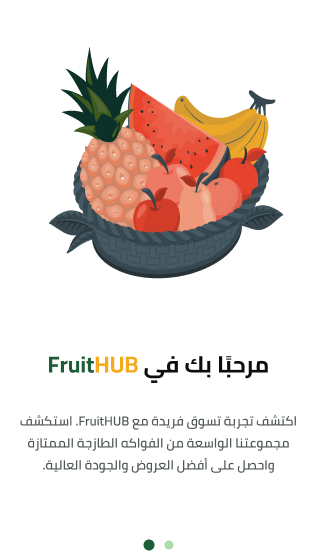 مرحبًا بك في FruitHUB
اكتشف تجربة تسوق فريدة مع FruitHUB. استكشف
مجموعتنا الواسعة من الفواكه الطازجة الممتازة
واحصل على أفضل العروض والجودة العالية.